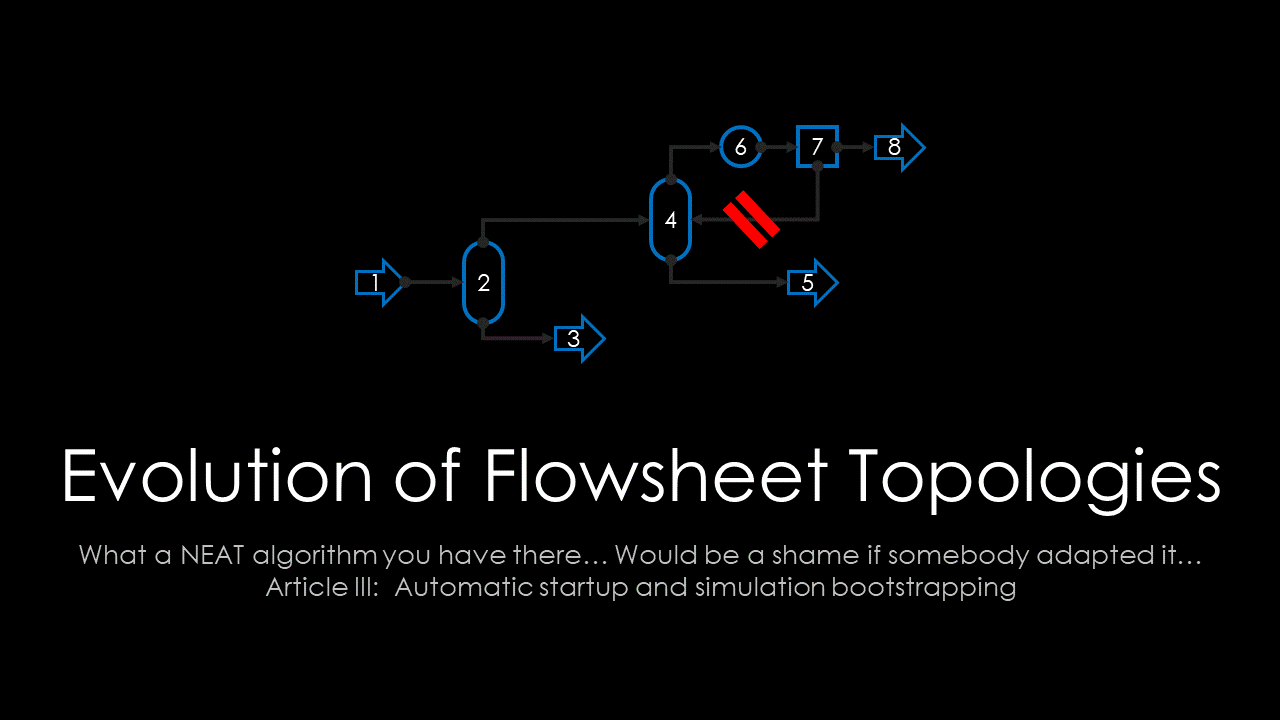 6
7
8
4
1
2
5
3
Evolution of Flowsheet Topologies
What a NEAT algorithm you have there… Would be a shame if somebody adapted it…
Article III:  Automatic startup and simulation bootstrapping